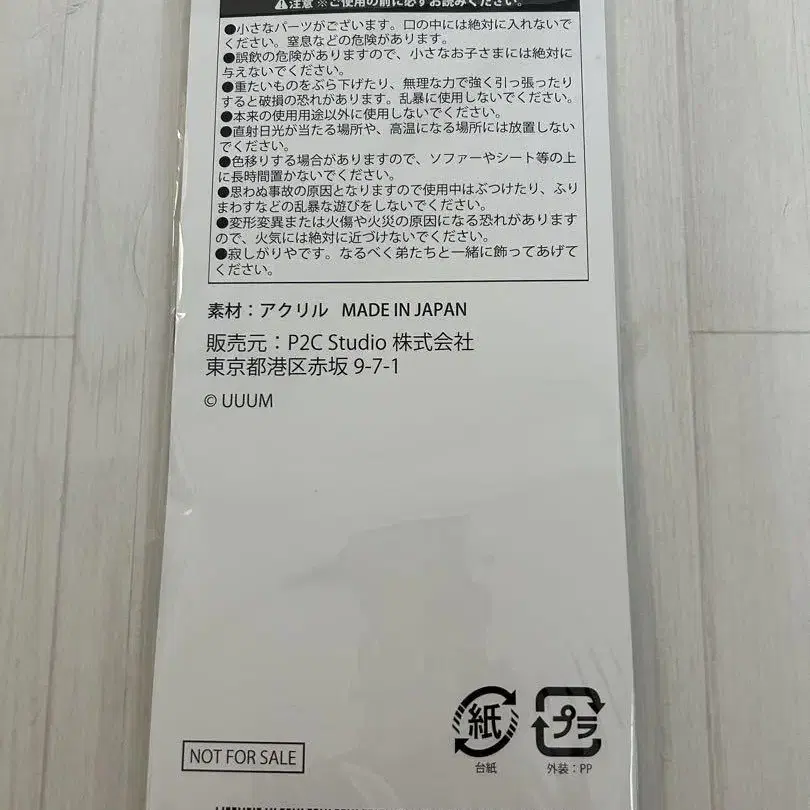 ⚠注意 ※ご使用の前に必ずお読みください。
●小さなパーツがございます。口の中には絶対に入れないで
ください。窒息などの危険があります。
●誤飲の危険がありますので、小さなお子さまには絶対に
与えないでください。
●重たいものをぶら下げたり、無理な力で強く引っ張ったり
すると破損の恐れがあります。乱暴に使用しないでください。
●本来の使用用途以外に使用しないでください。
●直射日光が当たる場所や、高温になる場所には放置しない
でください。
●色移りする場合がありますので、ソファーやシート等の上
に長時間置かないでください。
●思わぬ事故の原因となりますので使用中はぶつけたり、ふり
まわすなどの乱暴な遊びをしないでください。
●変形変異または火傷や火災の原因になる恐れがあります
ので、火気には絶対に近づけないでください。
●寂しがりやです。なるべく弟たちと一緒に飾ってあげて
ください。
素材：アクリル MADE IN JAPAN
販売元：P2C Studio 株式会社
東京都港区赤坂 9-7-1
© UUUM
紙 プラ
台紙 外装：PP
NOT FOR SALE